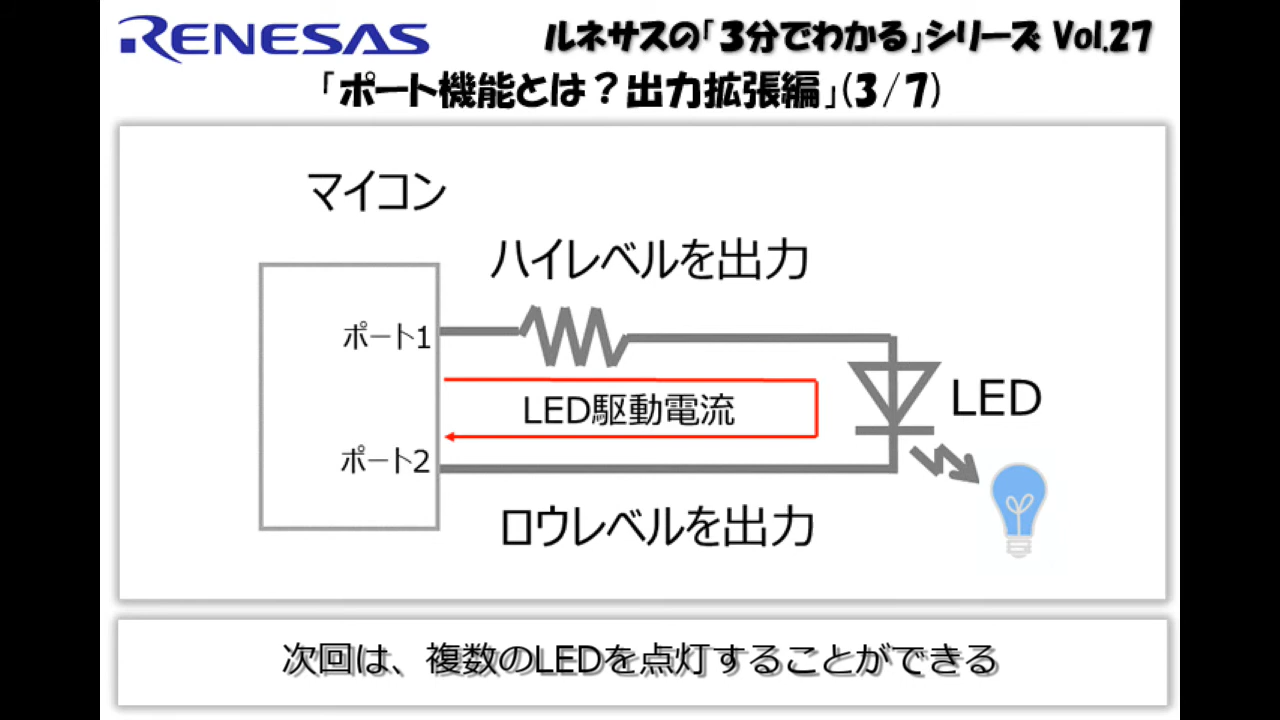 RENESAS
ルネサスの「3分でわかる」シリーズ Vol.27
「ポート機能とは?出力拡張編」(3/7)
マイコン
ハイレベルを出力
ポート1
LED駆動電流
LED
ポート2
ロウレベルを出力
次回は、複数のLEDを点灯することができる